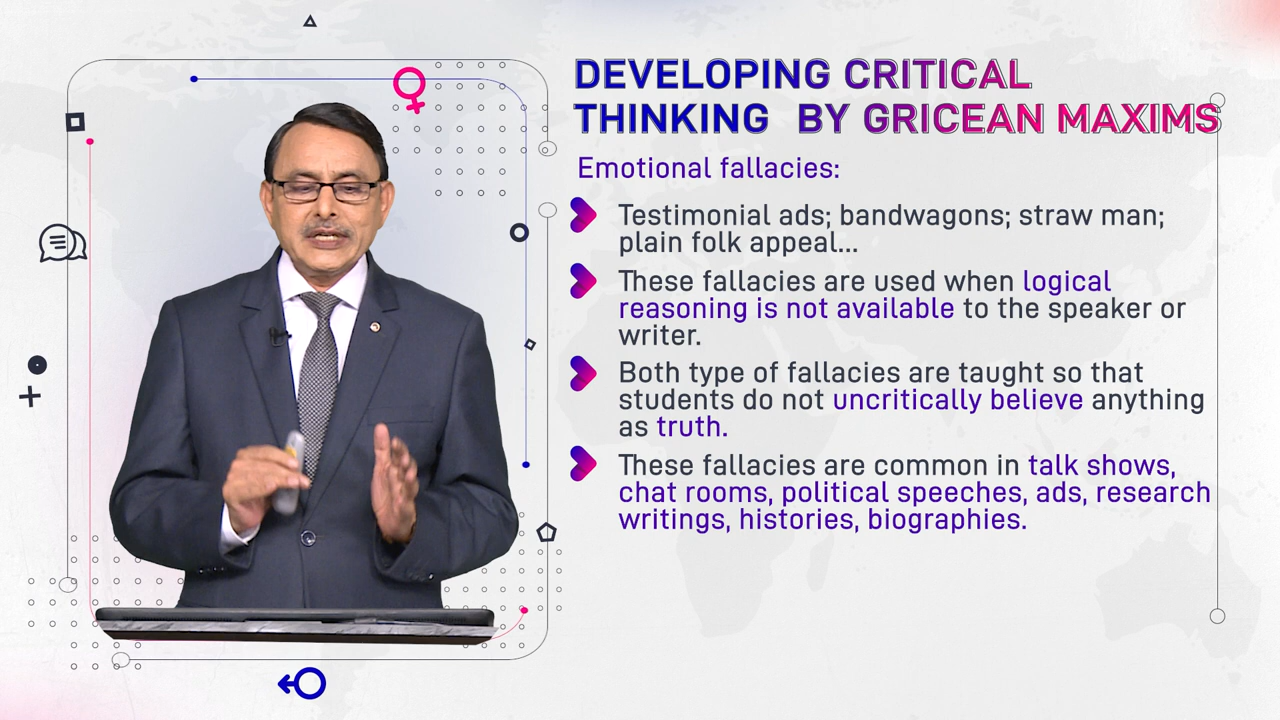 DEVELOPING CRITICAL
THINKING BY GRICEAN MAXIMS
Emotional fallacies:
Testimonial ads; bandwagons; straw man;
plain folk appeal...
These fallacies are used when logical
reasoning is not available to the speaker or
writer.
Both type of fallacies are taught so that
students do not uncritically believe anything
as truth.
These fallacies are common in talk shows,
chat rooms, political speeches, ads, research
writings, histories, biographies.